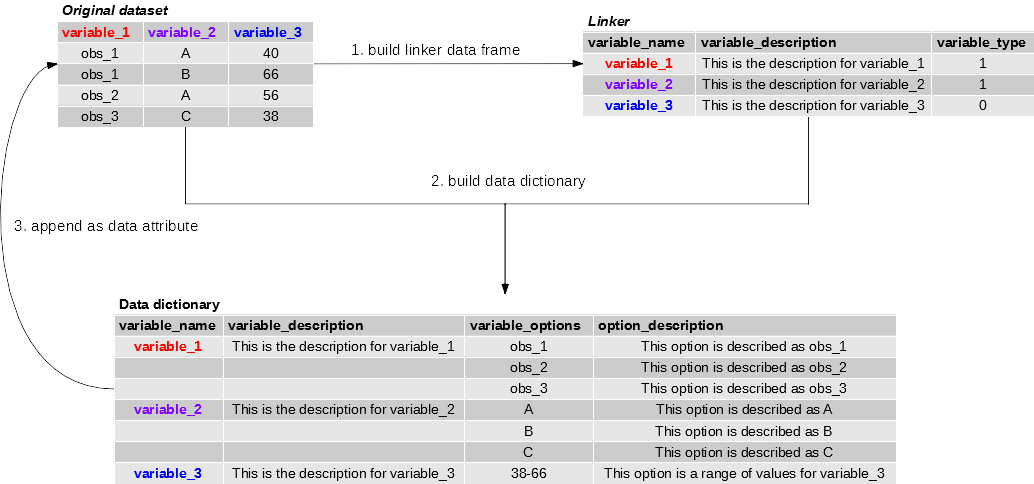 Original dataset
variable_1 variable_2 variable_3
obs_1 A 40
obs_1 B 66
obs_2 A 56
obs_3 C 38
1. build linker data frame
Linker
variable_name variable_description variable_type
variable_1 This is the description for variable_1 1
variable_2 This is the description for variable_2 1
variable_3 This is the description for variable_3 0
2. build data dictionary
3. append as data attribute
Data dictionary
variable_name variable_description variable_options option_description
variable_1 This is the description for variable_1 obs_1 This option is described as obs_1
obs_2 This option is described as obs_2
obs_3 This option is described as obs_3
variable_2 This is the description for variable_2 A This option is described as A
B This option is described as B
C This option is described as C
variable_3 This is the description for variable_3 38-66 This option is a range of values for variable_3